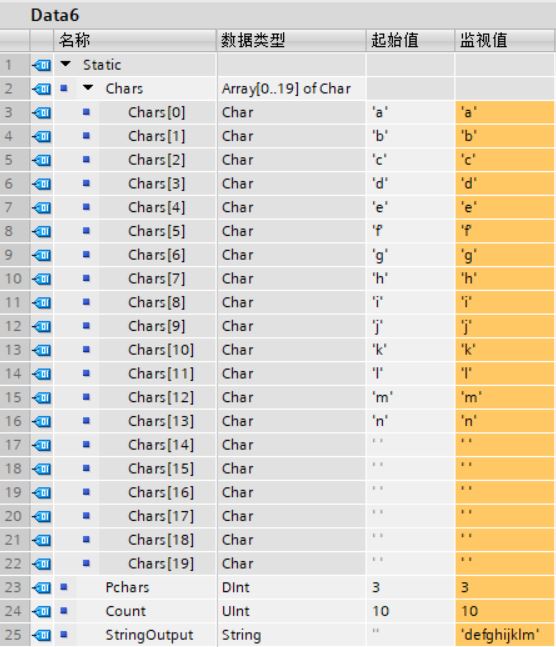 Data6
名称 数据类型 起始值 监视值
1 Static
2 Chars Array[0..19] of Char
3 Chars[0] Char 'a' 'a'
4 Chars[1] Char 'b' 'b'
5 Chars[2] Char 'c' 'c'
6 Chars[3] Char 'd' 'd'
7 Chars[4] Char 'e' 'e'
8 Chars[5] Char 'f' 'f'
9 Chars[6] Char 'g' 'g'
10 Chars[7] Char 'h' 'h'
11 Chars[8] Char 'i' 'i'
12 Chars[9] Char 'j' 'j'
13 Chars[10] Char 'k' 'k'
14 Chars[11] Char 'l' 'l'
15 Chars[12] Char 'm' 'm'
16 Chars[13] Char 'n' 'n'
17 Chars[14] Char ' ' ' '
18 Chars[15] Char ' ' ' '
19 Chars[16] Char ' ' ' '
20 Chars[17] Char ' ' ' '
21 Chars[18] Char ' ' ' '
22 Chars[19] Char ' ' ' '
23 Pchars DInt 3 3
24 Count UInt 10 10
25 StringOutput String '' 'defghijklm'